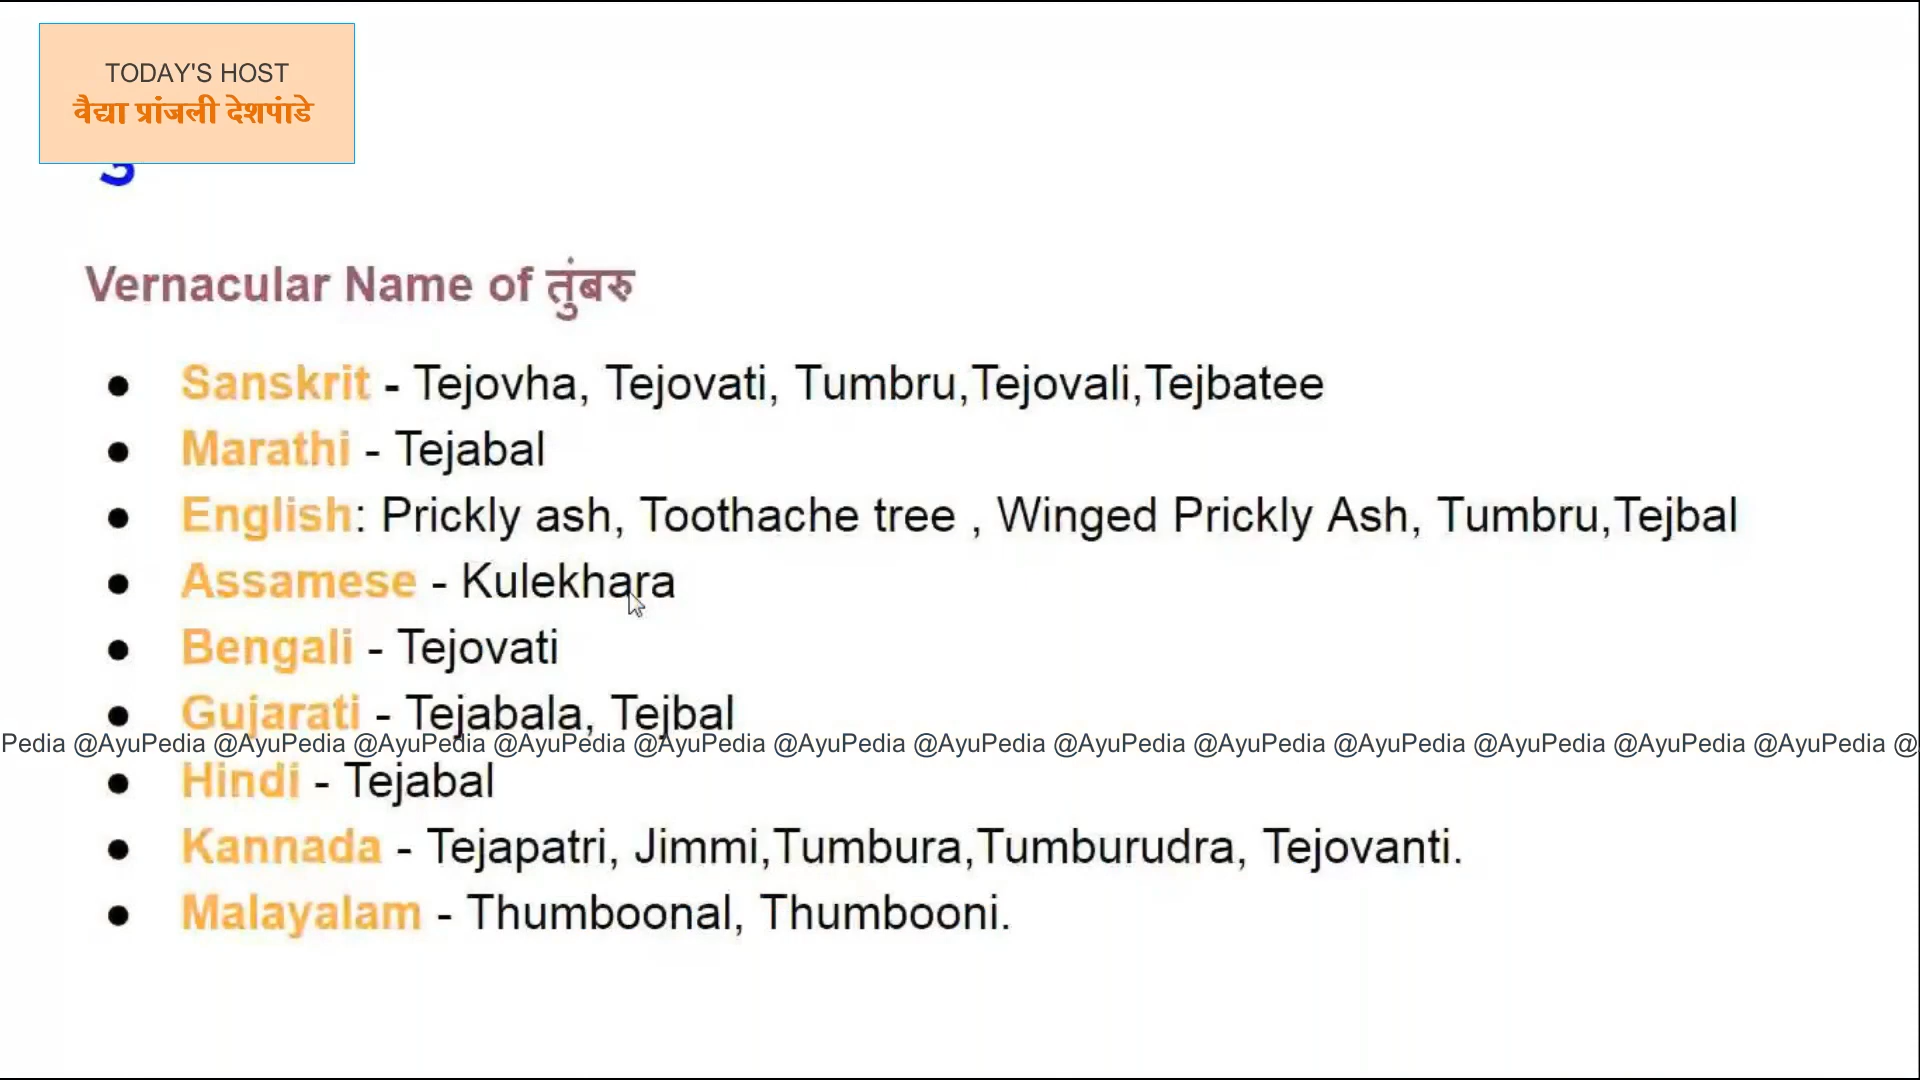 TODAY'S HOST
वैद्या प्रांजली देशपांडे
Vernacular Name of तुंबरु
● Sanskrit - Tejovha, Tejovati, Tumbru,Tejovali,Tejbatee
● Marathi - Tejabal
● English: Prickly ash, Toothache tree , Winged Prickly Ash, Tumbru,Tejbal
● Assamese - Kulekhara
● Bengali - Tejovati
● Gujarati - Tejabala, Tejbal
Pedia @AyuPedia @AyuPedia @AyuPedia @AyuPedia @AyuPedia @AyuPedia @AyuPedia @AyuPedia @AyuPedia @AyuPedia @AyuPedia @AyuPedia @AyuPedia @
● Hindi - Tejabal
● Kannada - Tejapatri, Jimmi,Tumbura,Tumburudra, Tejovanti.
● Malayalam - Thumboonal, Thumbooni.